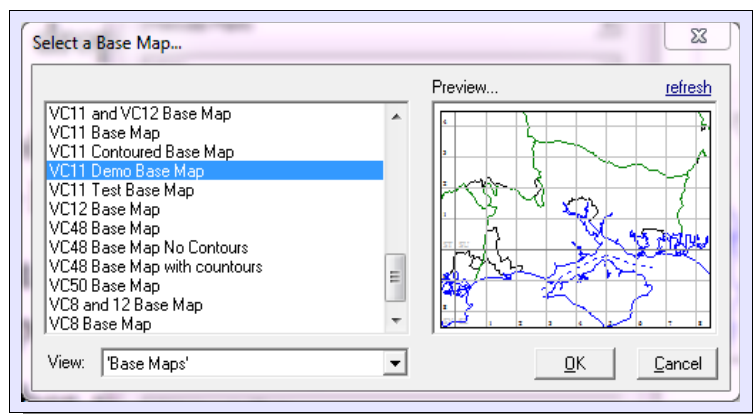 Select a Base Map...
Preview...
refresh
VC11 and VC12 Base Map
VC11 Base Map
VC11 Contoured Base Map
VC11 Demo Base Map
VC11 Test Base Map
VC12 Base Map
VC48 Base Map
VC48 Base Map No Contours
VC48 Base Map with countours
VC50 Base Map
VC8 and 12 Base Map
VC8 Base Map
View:
'Base Maps'
OK
Cancel